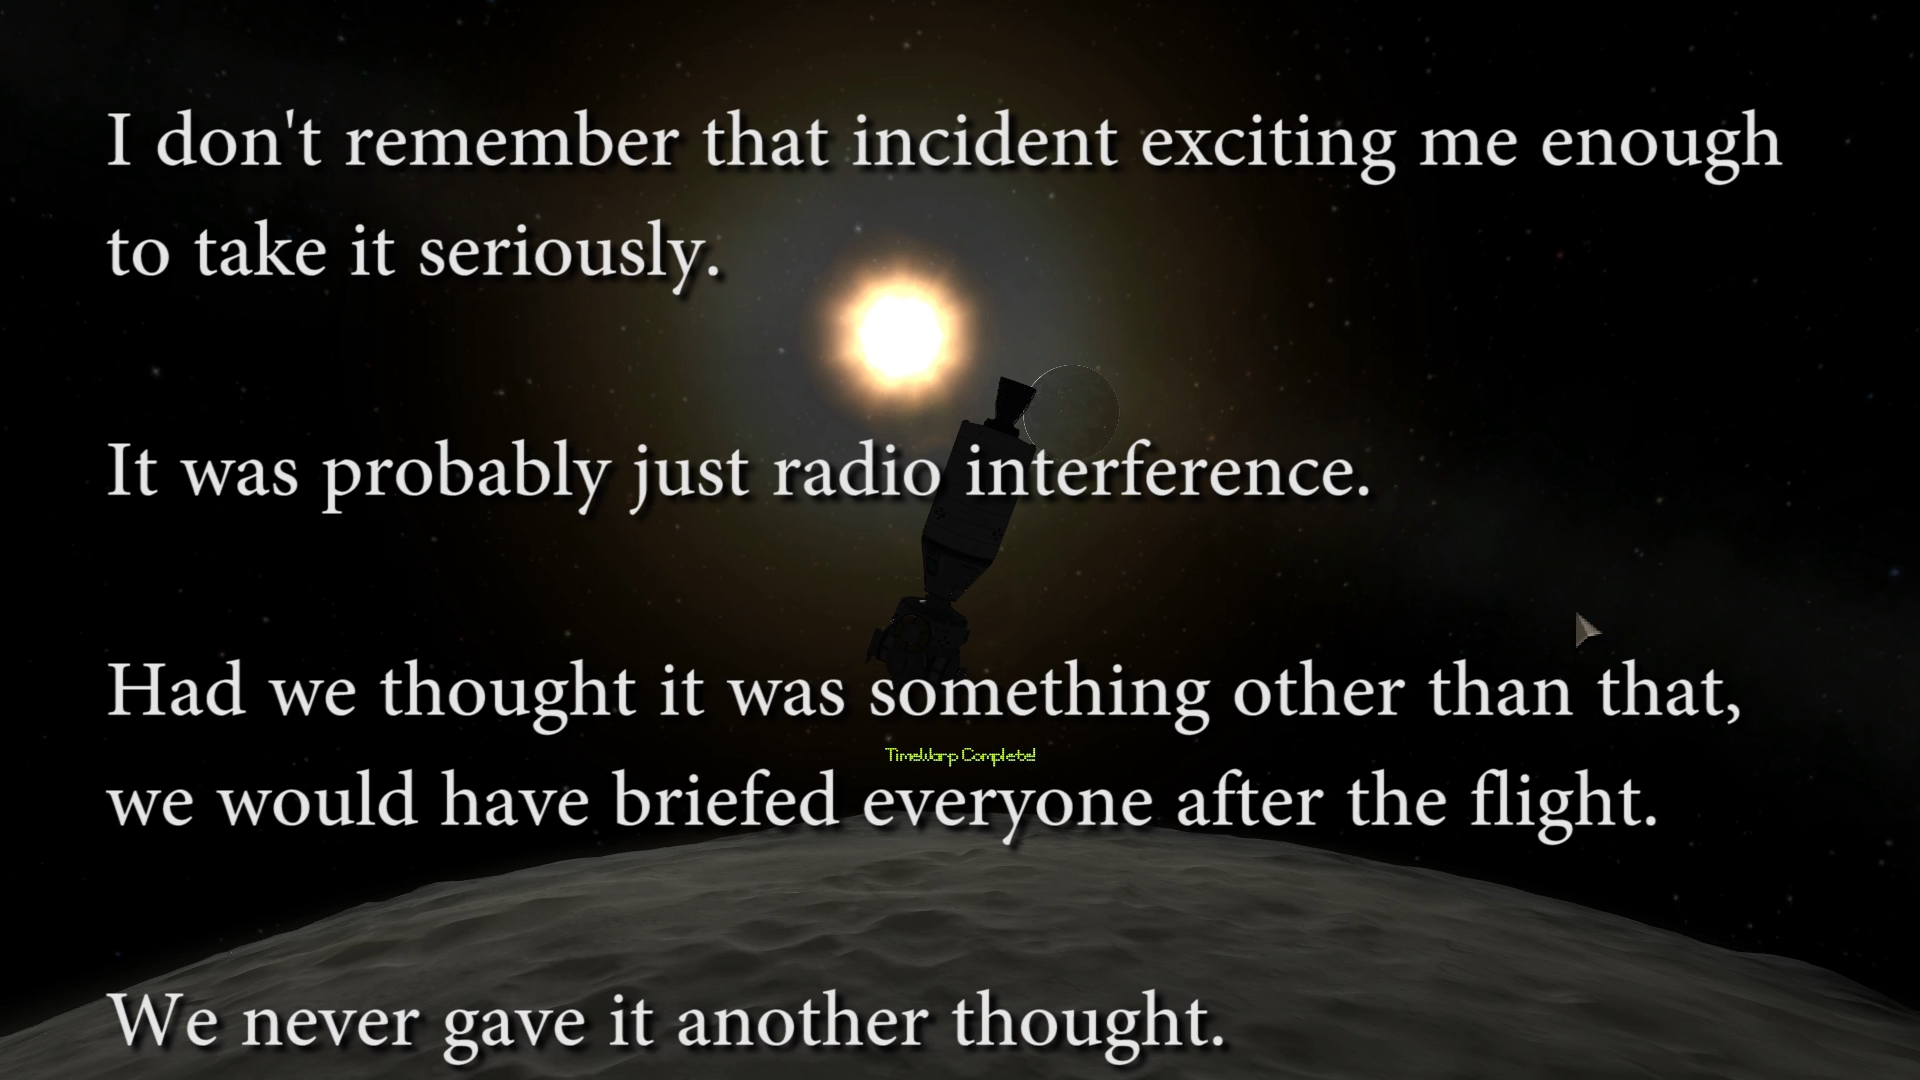 I don't remember that incident exciting me enough
to take it seriously.
It was probably just radio interference.
Had we thought it was something other than that,
TimeWarp Complete!
we would have briefed everyone after the flight.
We never gave it another thought.